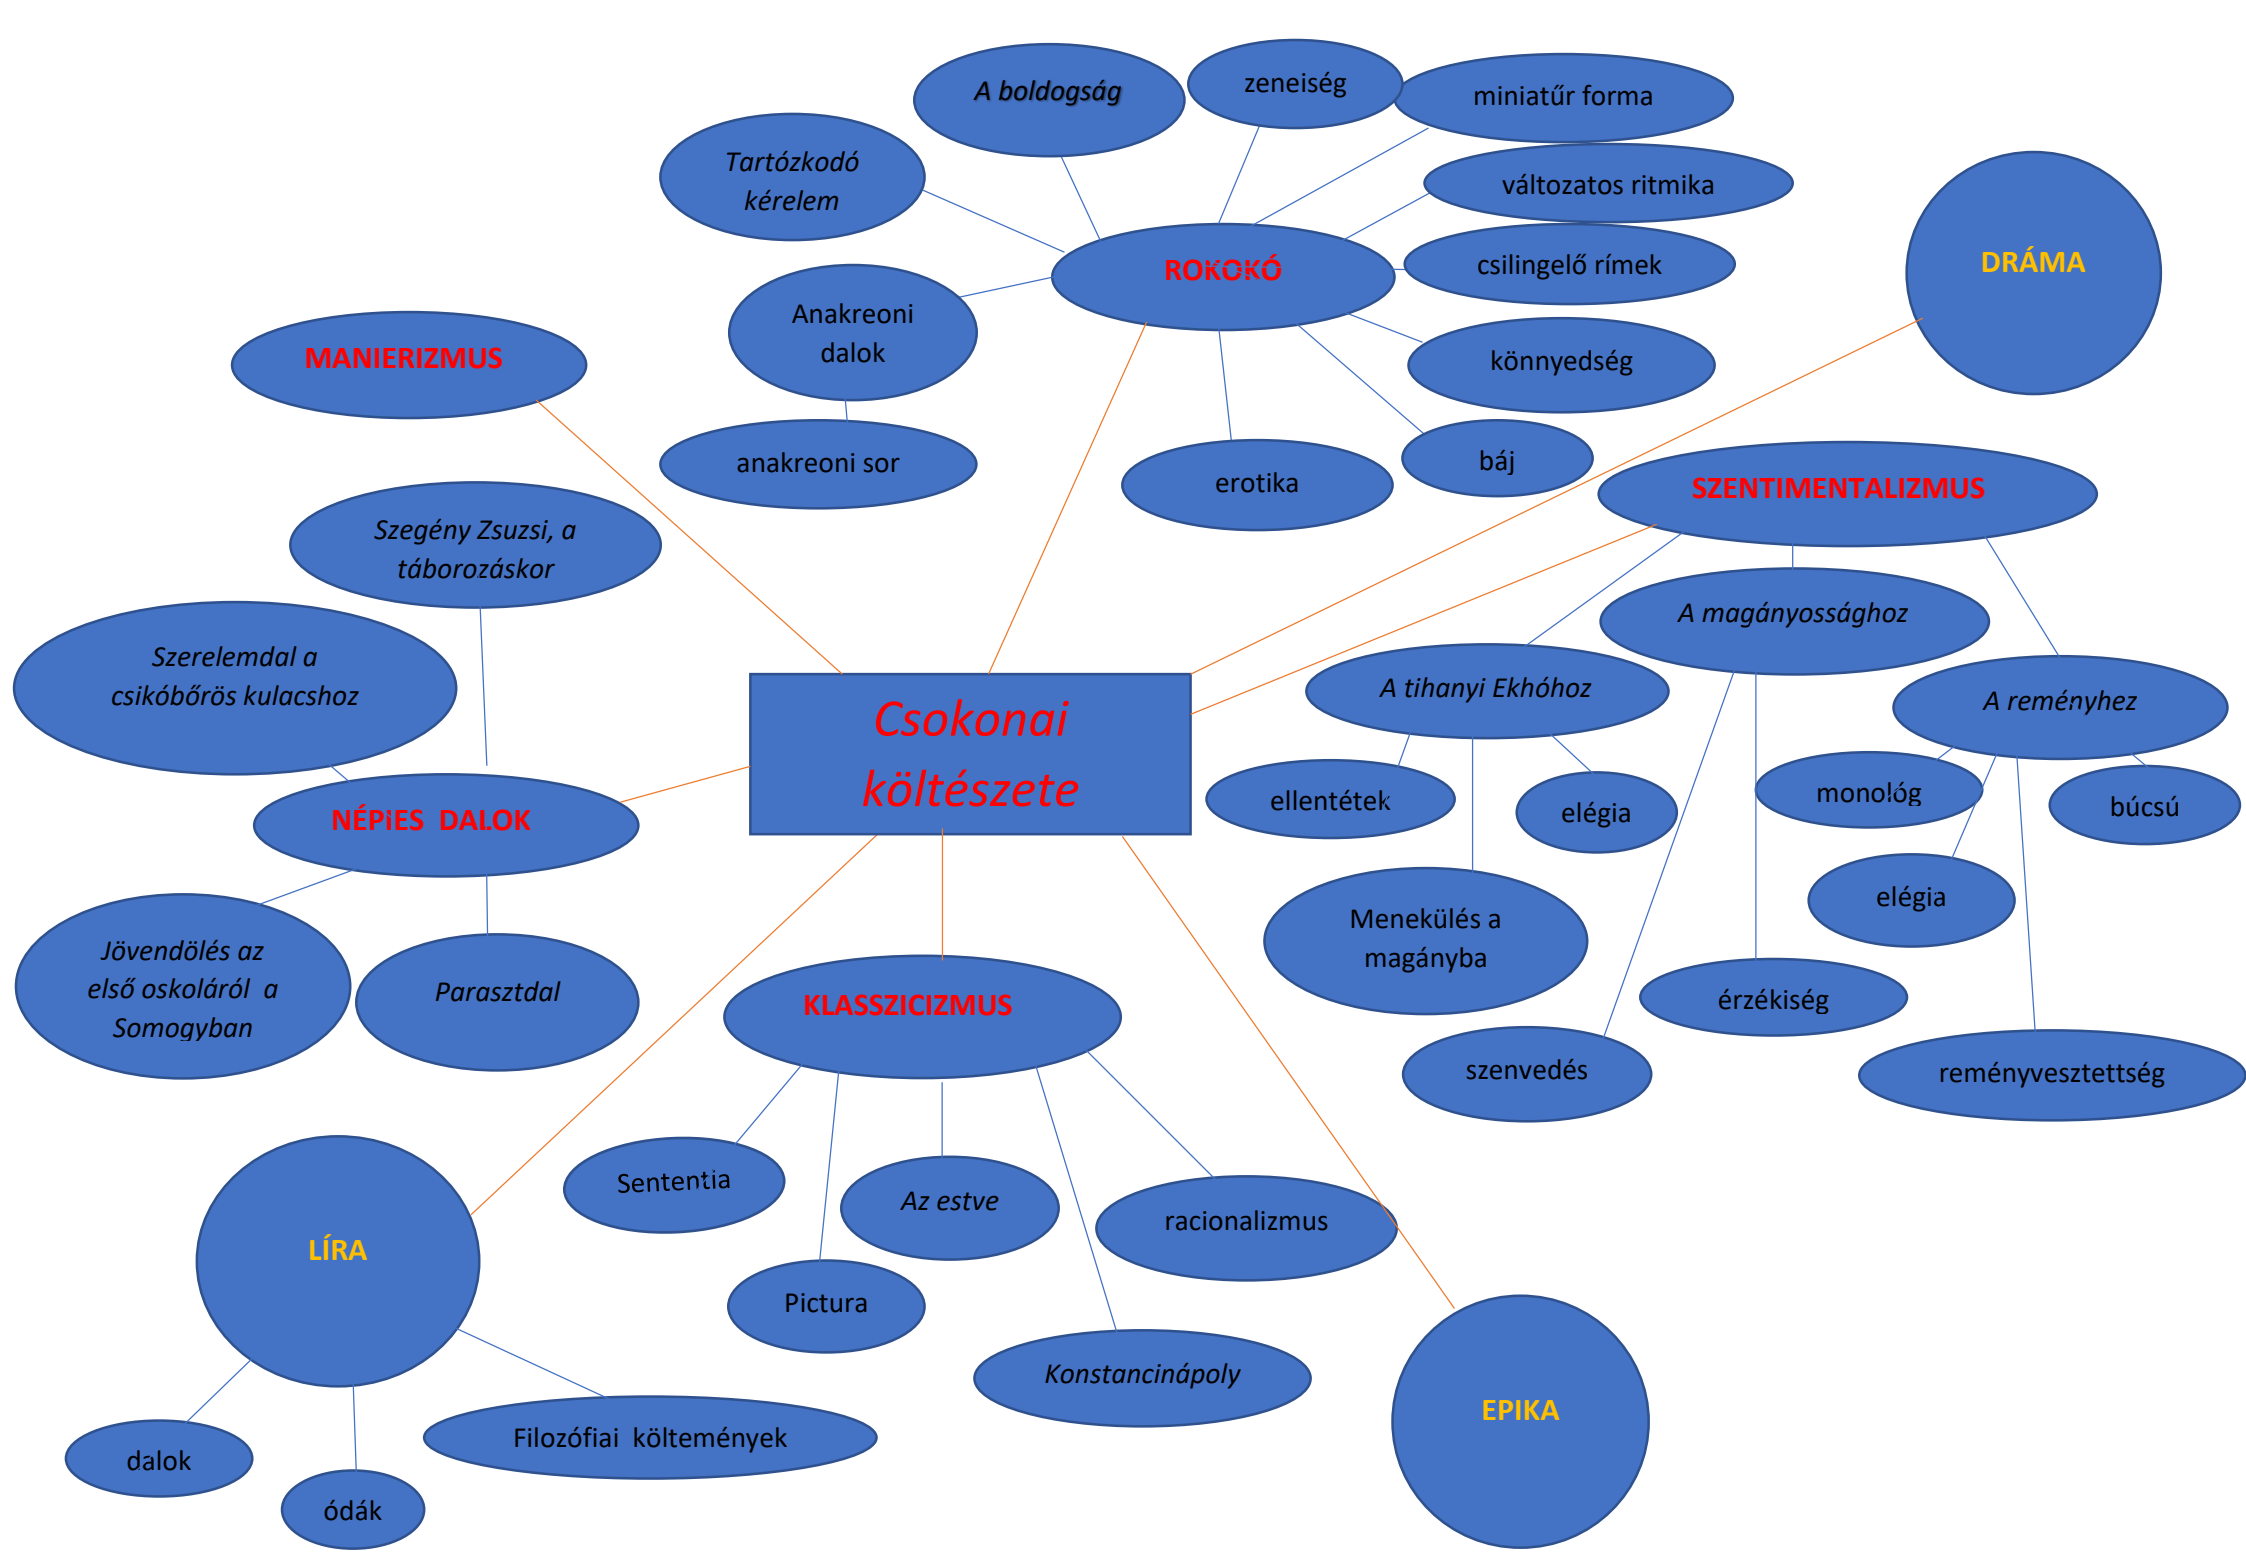 A boldogság
zeneiség
miniatűr forma
Tartózkodó
kérelem
változatos ritmika
ROKOKÓ
csilingelő rímek
DRÁMA
Anakreoni
dalok
MANIERIZMUS
könnyedség
anakreoni sor
erotika
báj
SZENTIMENTALIZMUS
Szegény Zsuzsi, a
táborozáskor
Szerelemdal a
csikóbőrös kulacshoz
A magányossághoz
A tihanyi Ekhóhoz
A reményhez
Csokonai
költészete
NÉPIES DALOK
ellentétek
elégia
monológ
búcsú
Menekülés a
magányba
elégia
Jövendölés az
első oskoláról a
Somogyban
Parasztdal
KLASSZICIZMUS
érzékiség
szenvedés
reményvesztettség
Sententia
Az estve
racionalizmus
LÍRA
Pictura
Konstancinápoly
EPIKA
dalok
ódák
Filozófiai költemények